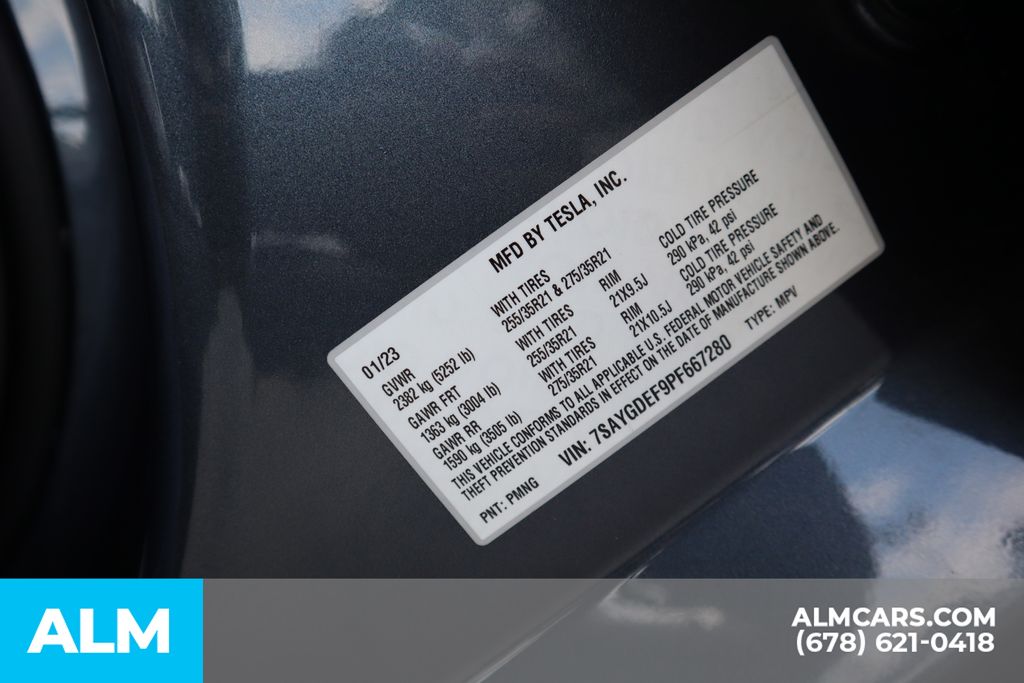 MFD BY TESLA, INC.
01/23
GVWR WITH TIRES
2382 kg (5252 lb) 255/35R21 & 275/35R21
GAWR FRT WITH TIRES RIM COLD TIRE PRESSURE
1363 kg (3004 lb) 255/35R21 21X9.5J 290 kPa, 42 psi
GAWR RR WITH TIRES RIM COLD TIRE PRESSURE
1590 kg (3505 lb) 275/35R21 21X10.5J 290 kPa, 42 psi
THIS VEHICLE CONFORMS TO ALL APPLICABLE U.S. FEDERAL MOTOR VEHICLE SAFETY AND
THEFT PREVENTION STANDARDS IN EFFECT ON THE DATE OF MANUFACTURE SHOWN ABOVE.
VIN: 7SAYGDEF9PF667280
PNT: PMNG TYPE: MPV
ALM
ALMCARS.COM
(678) 621-0418